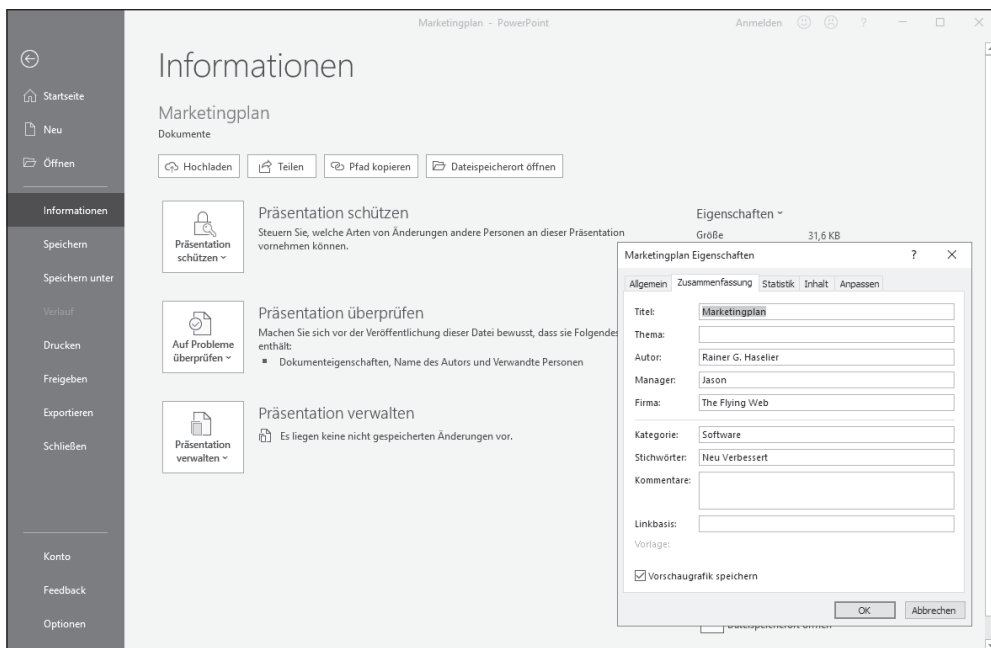 Marketingplan - PowerPoint
Anmelden
?
Informationen
Startseite
Neu
Öffnen
Informationen
Speichern
Speichern unter
Verlauf
Drucken
Freigeben
Exportieren
Schließen
Konto
Feedback
Optionen
Marketingplan
Dokumente
Hochladen
Teilen
Pfad kopieren
Dateispeicherort öffnen
Präsentation
schützen
Präsentation schützen
Steuern Sie, welche Arten von Änderungen andere Personen an dieser Präsentation
vornehmen können.
Auf Probleme
überprüfen
Präsentation überprüfen
Machen Sie sich vor der Veröffentlichung dieser Datei bewusst, dass sie Folgendes
enthält:
▪ Dokumenteigenschaften, Name des Autors und Verwandte Personen
Präsentation
verwalten
Präsentation verwalten
Es liegen keine nicht gespeicherten Änderungen vor.
Eigenschaften
Größe 31,6 KB
Marketingplan Eigenschaften ?
Allgemein Zusammenfassung Statistik Inhalt Anpassen
Titel: Marketingplan
Thema:
Autor: Rainer G. Haselier
Manager: Jason
Firma: The Flying Web
Kategorie: Software
Stichwörter: Neu Verbessert
Kommentare:
Linkbasis:
Vorlage:
Vorschaugrafik speichern
OK Abbrechen
Dateispeicherort öffnen